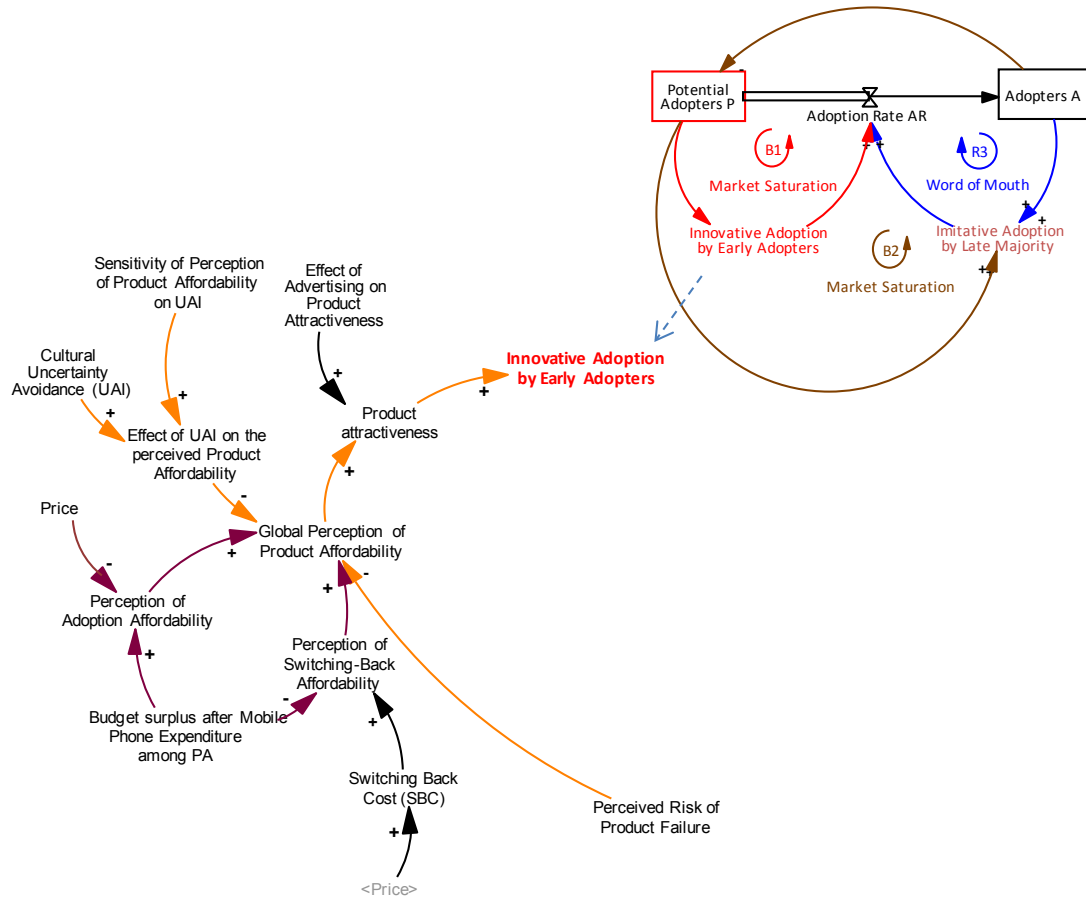 Potential
Adopters P
-
Adopters A
Adoption Rate AR
+
+
B1
Market Saturation
R3
Word of Mouth
Innovative Adoption
by Early Adopters
+
+
Imitative Adoption
by Late Majority
B2
++
Market Saturation
Sensitivity of Perception
of Product Affordability
on UAI
Effect of
Advertising on
Product
Attractiveness
Cultural
Uncertainty
Avoidance (UAI)
+
+
+
Innovative Adoption
by Early Adopters
+
Product
attractiveness
Effect of UAI on the
perceived Product
Affordability
+
-
Price
Global Perception of
Product Affordability
-
+
+
-
Perception of
Adoption Affordability
+
Perception of
Switching-Back
Affordability
-
Budget surplus after Mobile
Phone Expenditure
among PA
+
Switching Back
Cost (SBC)
Perceived Risk of
Product Failure
+
<Price>